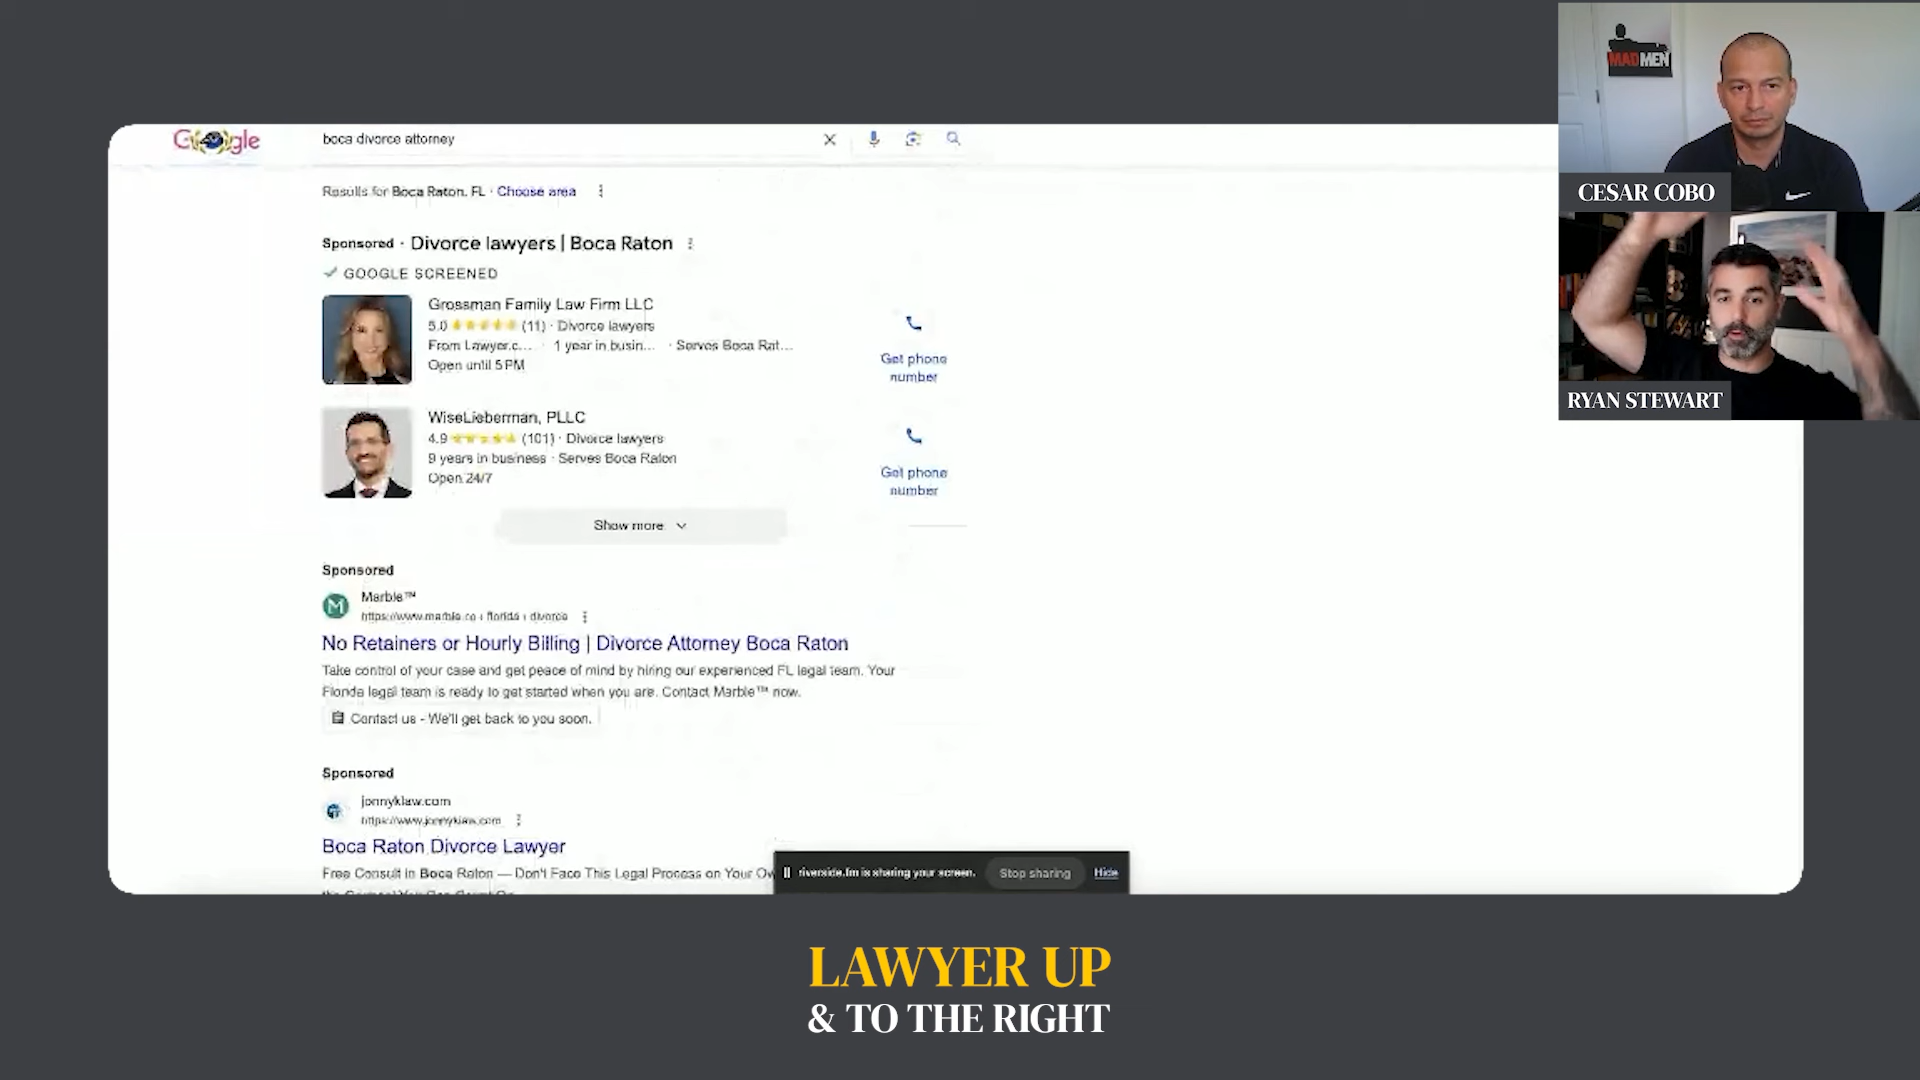 Google
boca divorce attorney
Results for Boca Raton, FL · Choose area
Sponsored · Divorce lawyers | Boca Raton
GOOGLE SCREENED
Grossman Family Law Firm LLC
5.0 (11) · Divorce lawyers
From Lawyer.c... · 1 year in busin... · Serves Boca Rat...
Open until 5 PM
Get phone
number
WiseLieberman, PLLC
4.9 (101) · Divorce lawyers
9 years in business · Serves Boca Raton
Open 24/7
Get phone
number
Show more
Sponsored
M
Marble™
https://www.marble.co › florida › divorce
No Retainers or Hourly Billing | Divorce Attorney Boca Raton
Take control of your case and get peace of mind by hiring our experienced FL legal team. Your
Florida legal team is ready to get started when you are. Contact Marble™ now.
Contact us - We'll get back to you soon.
Sponsored
jonnyklaw.com
https://www.jonnyklaw.com
Boca Raton Divorce Lawyer
Free Consult in Boca Raton — Don't Face This Legal Process on Your
riverside.fm is sharing your screen.
Stop sharing
Hide
MADMEN
CESAR COBO
RYAN STEWART
LAWYER UP
& TO THE RIGHT